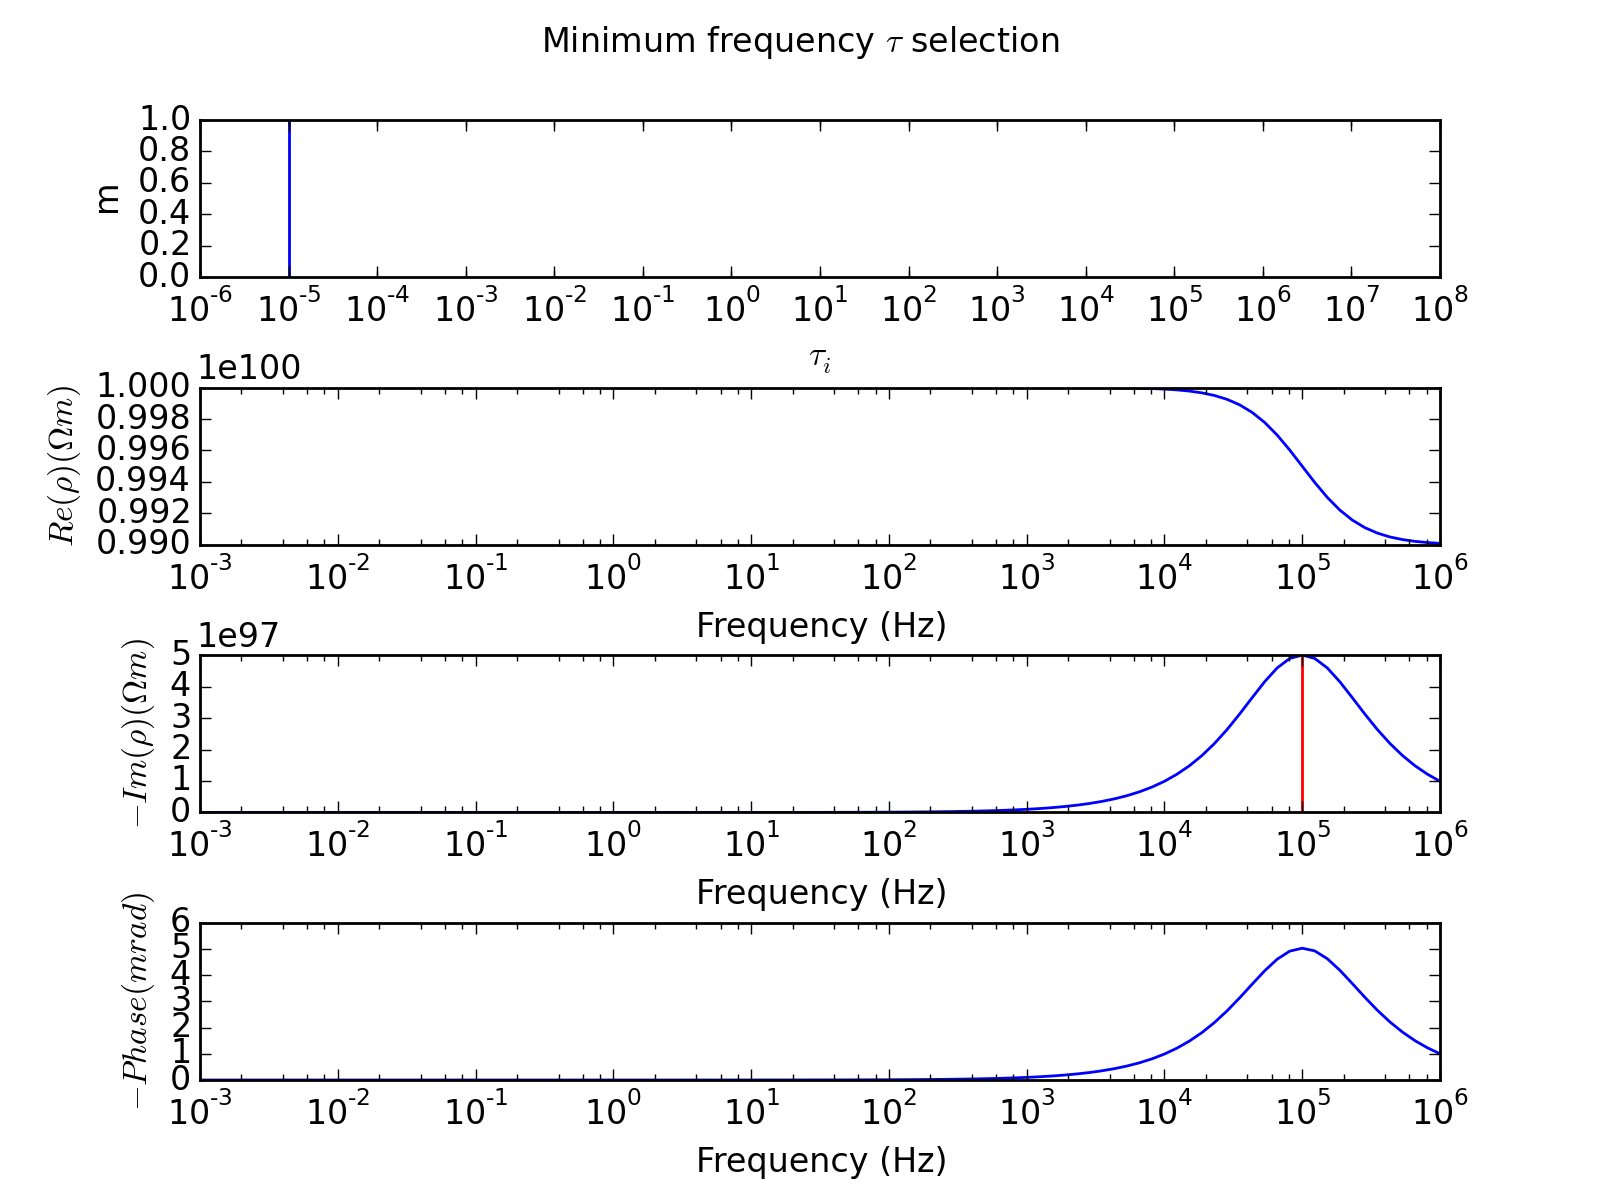 Minimum frequency τ selection
1.0
0.8
0.6
0.4
0.2
0.0
m
10^-6 10^-5 10^-4 10^-3 10^-2 10^-1 10^0 10^1 10^2 10^3 10^4 10^5 10^6 10^7 10^8
τ_i
1e100
1.000
0.998
0.996
0.994
0.992
0.990
Re(ρ)(Ωm)
10^-3 10^-2 10^-1 10^0 10^1 10^2 10^3 10^4 10^5 10^6
Frequency (Hz)
1e97
5
4
3
2
1
0
−Im(ρ)(Ωm)
10^-3 10^-2 10^-1 10^0 10^1 10^2 10^3 10^4 10^5 10^6
Frequency (Hz)
6
5
4
3
2
1
0
−Phase(mrad)
10^-3 10^-2 10^-1 10^0 10^1 10^2 10^3 10^4 10^5 10^6
Frequency (Hz)